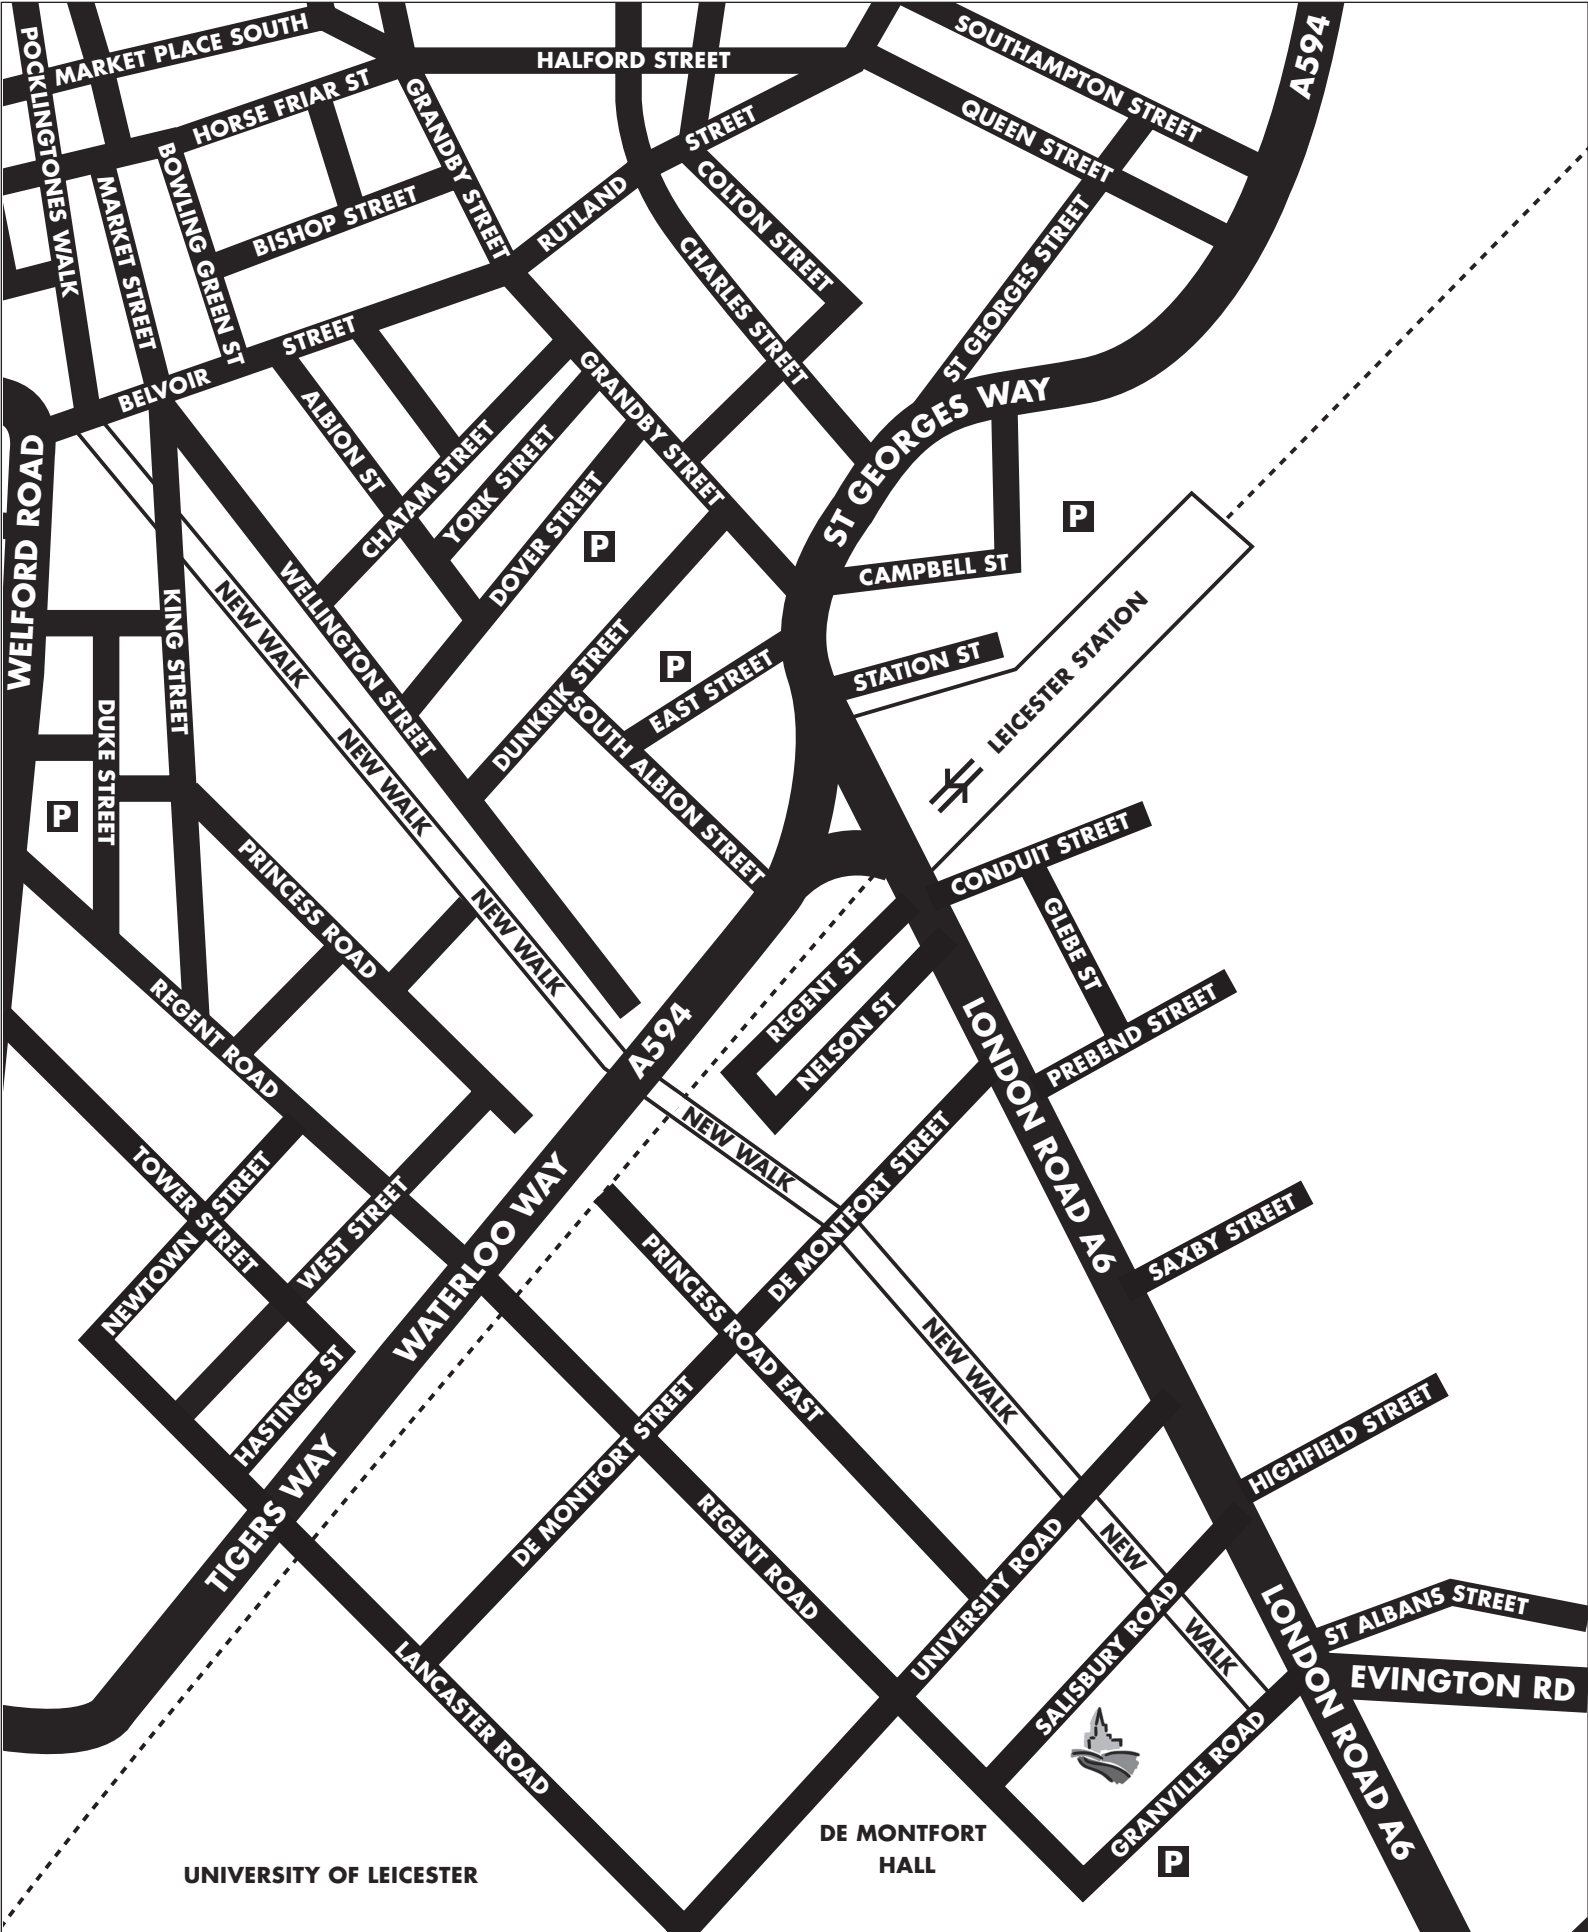 POCKLINGTONES WALK
MARKET PLACE SOUTH
HALFORD STREET
SOUTHAMPTON STREET
A594
HORSE FRIAR ST
GRANDBY STREET
QUEEN STREET
STREET
BOWLING GREEN ST
MARKET STREET
BISHOP STREET
RUTLAND
COLTON STREET
CHARLES STREET
ST GEORGES STREET
STREET
BELVOIR
ALBION ST
GRANDBY STREET
ST GEORGES WAY
WELFORD ROAD
CHATAM STREET
YORK STREET
DOVER STREET
P
P
CAMPBELL ST
KING STREET
NEW WALK
WELLINGTON STREET
DUNKRIK STREET
P
EAST STREET
STATION ST
LEICESTER STATION
SOUTH ALBION STREET
DUKE STREET
NEW WALK
P
CONDUIT STREET
PRINCESS ROAD
NEW WALK
GLEBE ST
REGENT ST
NELSON ST
REGENT ROAD
A594
LONDON ROAD A6
PREBEND STREET
NEW WALK
TOWER STREET
NEWTOWN STREET
WEST STREET
WATERLOO WAY
DE MONTFORT STREET
PRINCESS ROAD EAST
SAXBY STREET
NEW WALK
HASTINGS ST
DE MONTFORT STREET
HIGHFIELD STREET
TIGERS WAY
REGENT ROAD
UNIVERSITY ROAD
NEW
WALK
SALISBURY ROAD
LONDON ROAD A6
ST ALBANS STREET
EVINGTON RD
LANCASTER ROAD
GRANVILLE ROAD
DE MONTFORT
HALL
P
UNIVERSITY OF LEICESTER